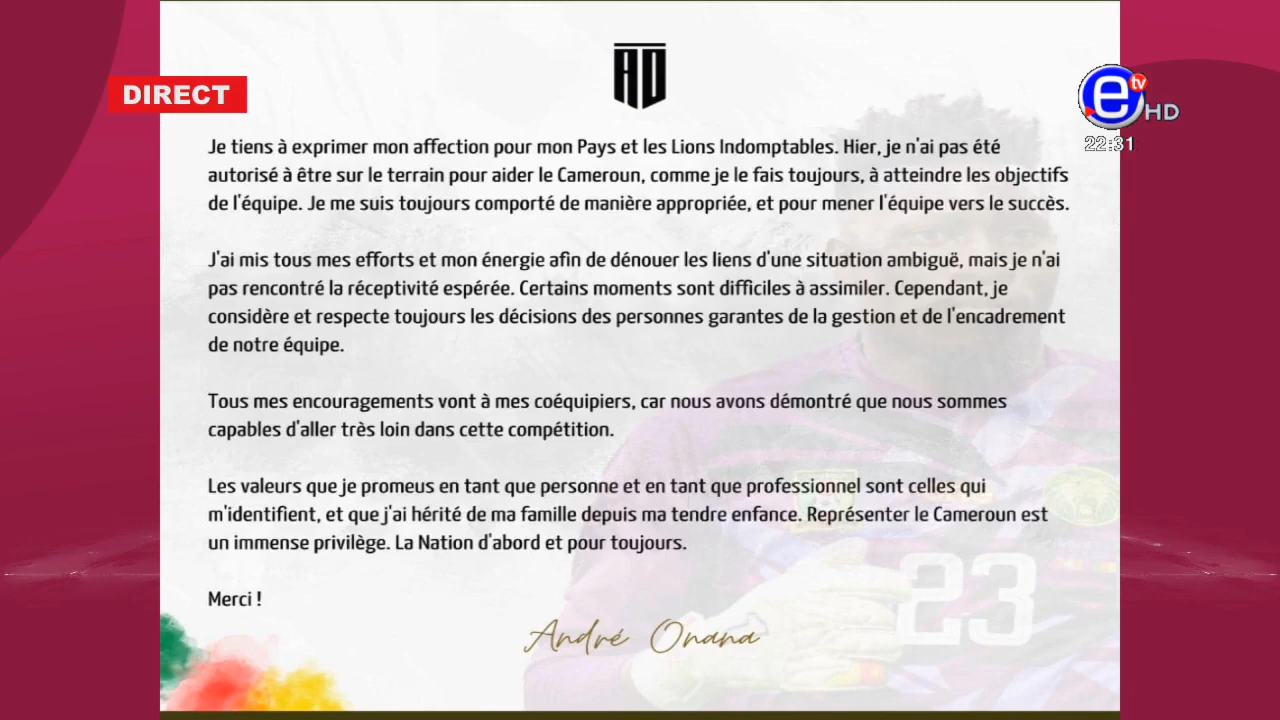 AO
DIRECT
e tv HD
22:31
Je tiens à exprimer mon affection pour mon Pays et les Lions Indomptables. Hier, je n'ai pas été
autorisé à être sur le terrain pour aider le Cameroun, comme je le fais toujours, à atteindre les objectifs
de l'équipe. Je me suis toujours comporté de manière appropriée, et pour mener l'équipe vers le succès.
J'ai mis tous mes efforts et mon énergie afin de dénouer les liens d'une situation ambiguë, mais je n'ai
pas rencontré la réceptivité espérée. Certains moments sont difficiles à assimiler. Cependant, je
considère et respecte toujours les décisions des personnes garantes de la gestion et de l'encadrement
de notre équipe.
Tous mes encouragements vont à mes coéquipiers, car nous avons démontré que nous sommes
capables d'aller très loin dans cette compétition.
Les valeurs que je promeus en tant que personne et en tant que professionnel sont celles qui
m'identifient, et que j'ai hérité de ma famille depuis ma tendre enfance. Représenter le Cameroun est
un immense privilège. La Nation d'abord et pour toujours.
Merci !
André Onana
23